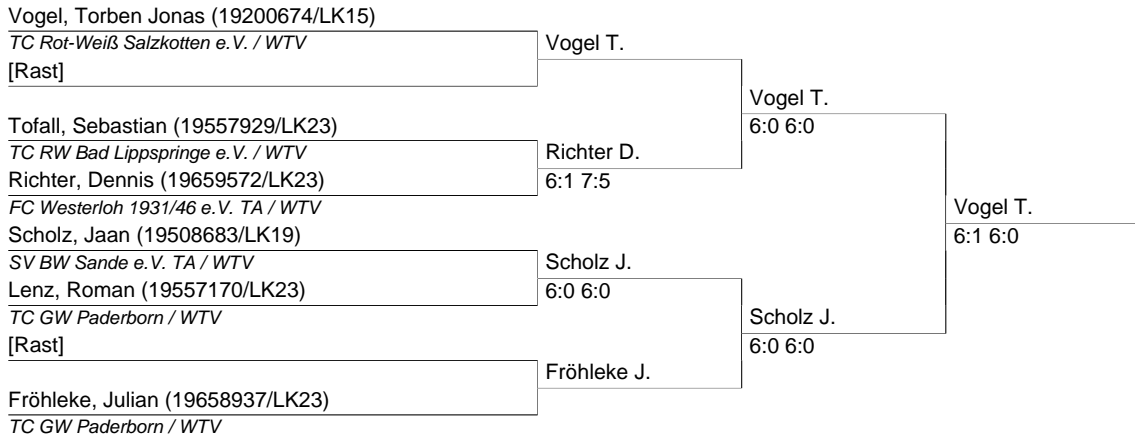 Vogel, Torben Jonas (19200674/LK15)
TC Rot-Weiß Salzkotten e.V. / WTV
Vogel T.
[Rast]
Vogel T.
Tofall, Sebastian (19557929/LK23)
6:0 6:0
TC RW Bad Lippspringe e.V. / WTV
Richter D.
Richter, Dennis (19659572/LK23)
6:1 7:5
FC Westerloh 1931/46 e.V. TA / WTV
Vogel T.
Scholz, Jaan (19508683/LK19)
6:1 6:0
SV BW Sande e.V. TA / WTV
Scholz J.
Lenz, Roman (19557170/LK23)
6:0 6:0
TC GW Paderborn / WTV
Scholz J.
[Rast]
6:0 6:0
Fröhleke J.
Fröhleke, Julian (19658937/LK23)
TC GW Paderborn / WTV